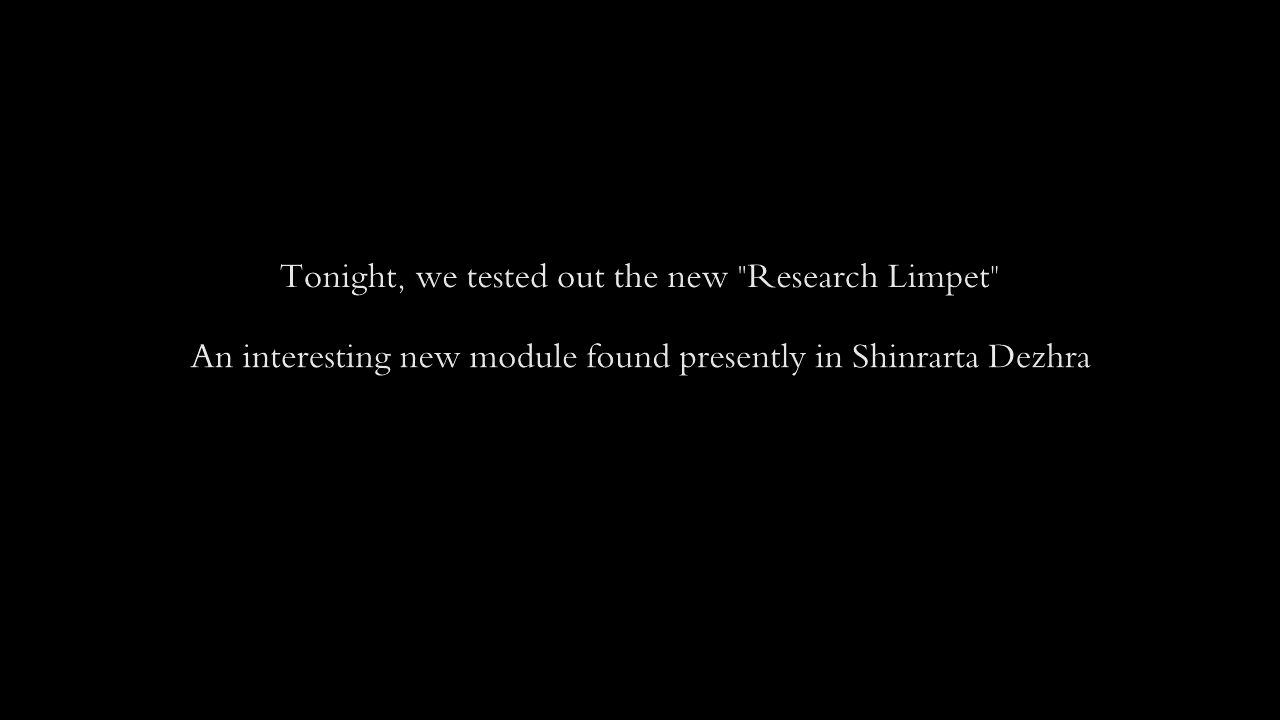 Tonight, we tested out the new "Research Limpet"
An interesting new module found presently in Shinrarta Dezhra